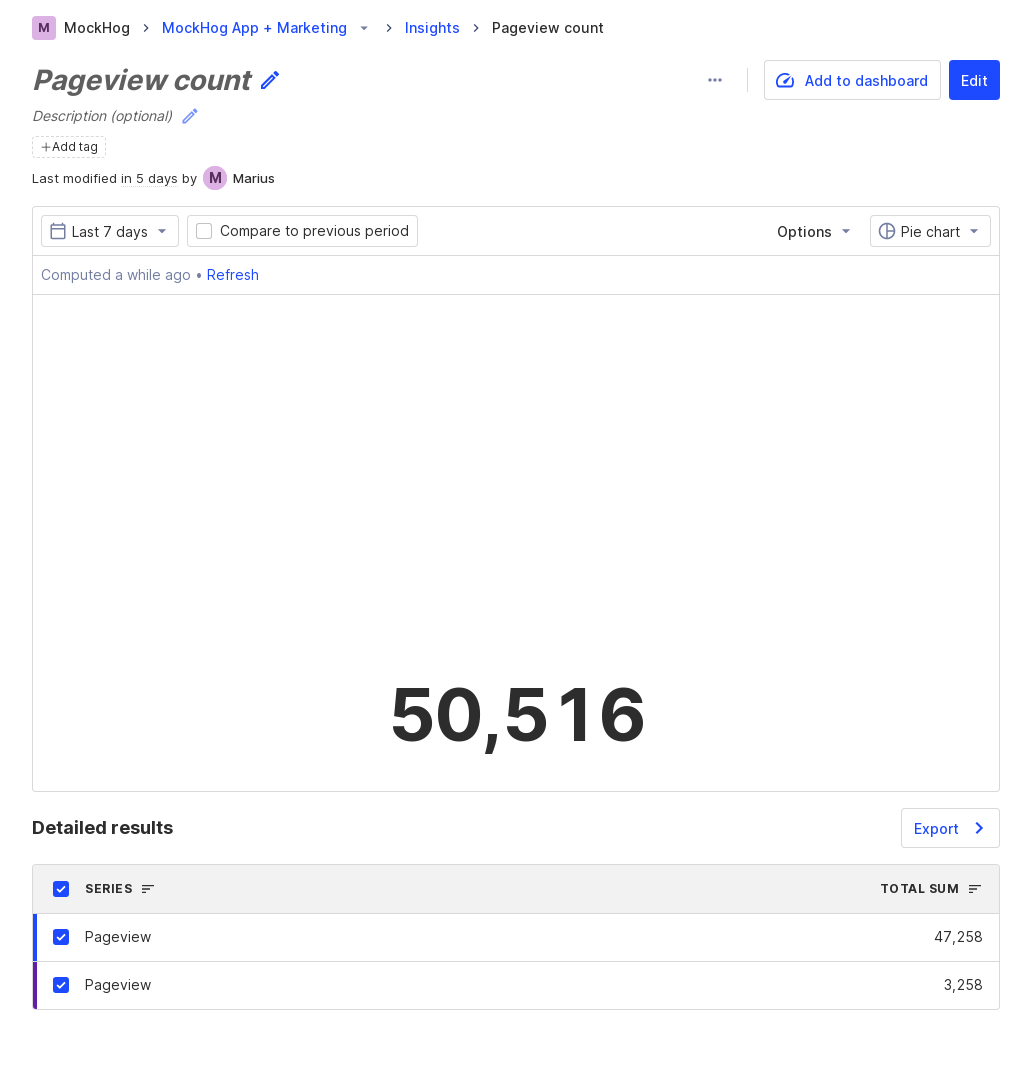 M MockHog > MockHog App + Marketing > Insights > Pageview count
Pageview count
Add to dashboard
Edit
Description (optional)
+Add tag
Last modified in 5 days by M Marius
Last 7 days
Compare to previous period
Options
Pie chart
Computed a while ago • Refresh
50,516
Detailed results
Export
SERIES
TOTAL SUM
Pageview
47,258
Pageview
3,258